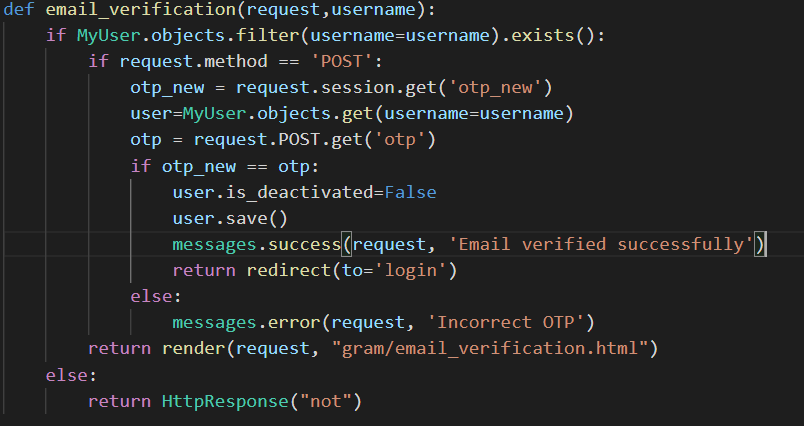 def email_verification(request,username):
    if MyUser.objects.filter(username=username).exists():
        if request.method == 'POST':
            otp_new = request.session.get('otp_new')
            user=MyUser.objects.get(username=username)
            otp = request.POST.get('otp')
            if otp_new == otp:
                user.is_deactivated=False
                user.save()
                messages.success(request, 'Email verified successfully')
                return redirect(to='login')
            else:
                messages.error(request, 'Incorrect OTP')
        return render(request, "gram/email_verification.html")
    else:
        return HttpResponse("not")